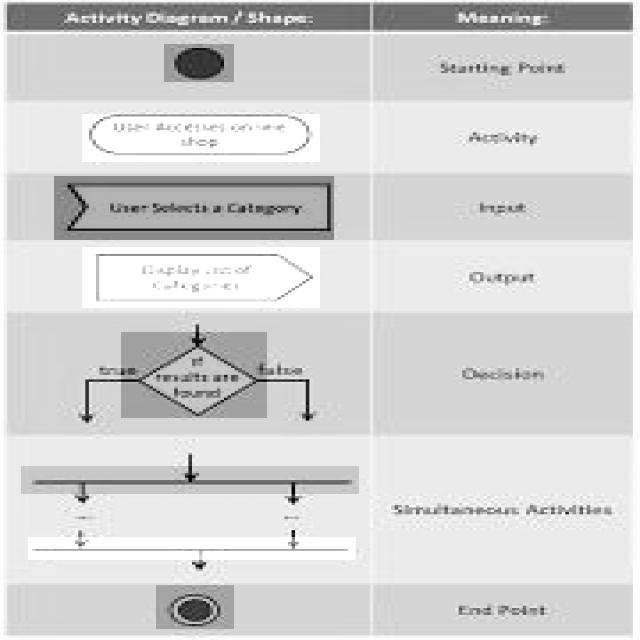 Activity Diagram / Shape: Meaning:
Starting Point
User Accesses online
shop
Activity
User Selects a Category
Input
Display List of
Categories
Output
If
true results are false
found
Decision
Simultaneous Activities
End Point